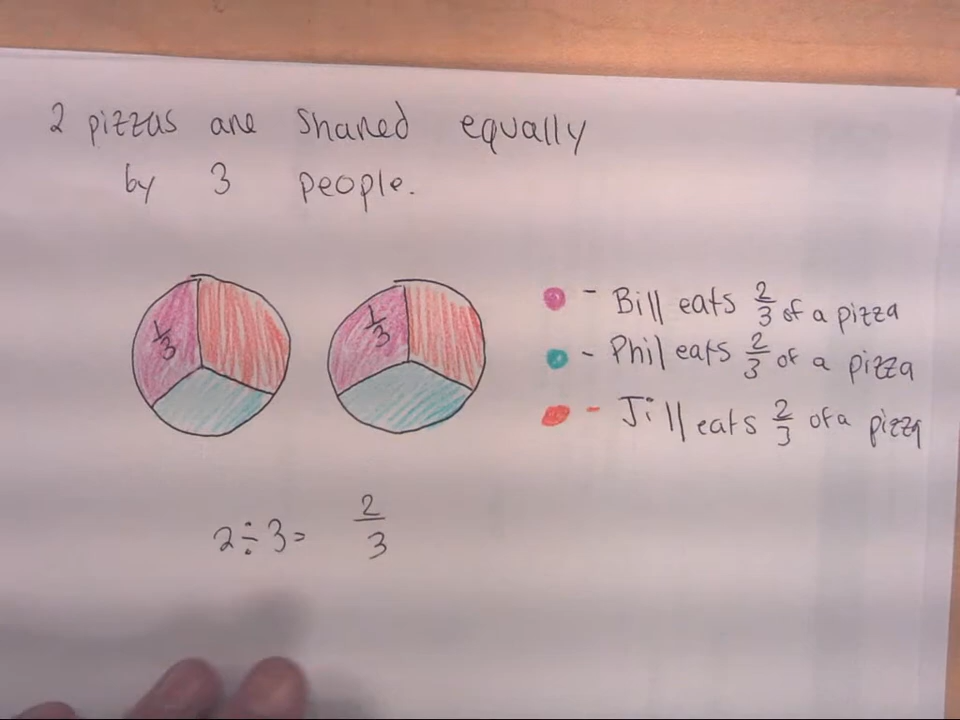 2 pizzas are shared equally
by 3 people.
1/3
1/3
- Bill eats 2/3 of a pizza
- Phil eats 2/3 of a pizza
- Jill eats 2/3 of a pizza
2÷3= 2/3